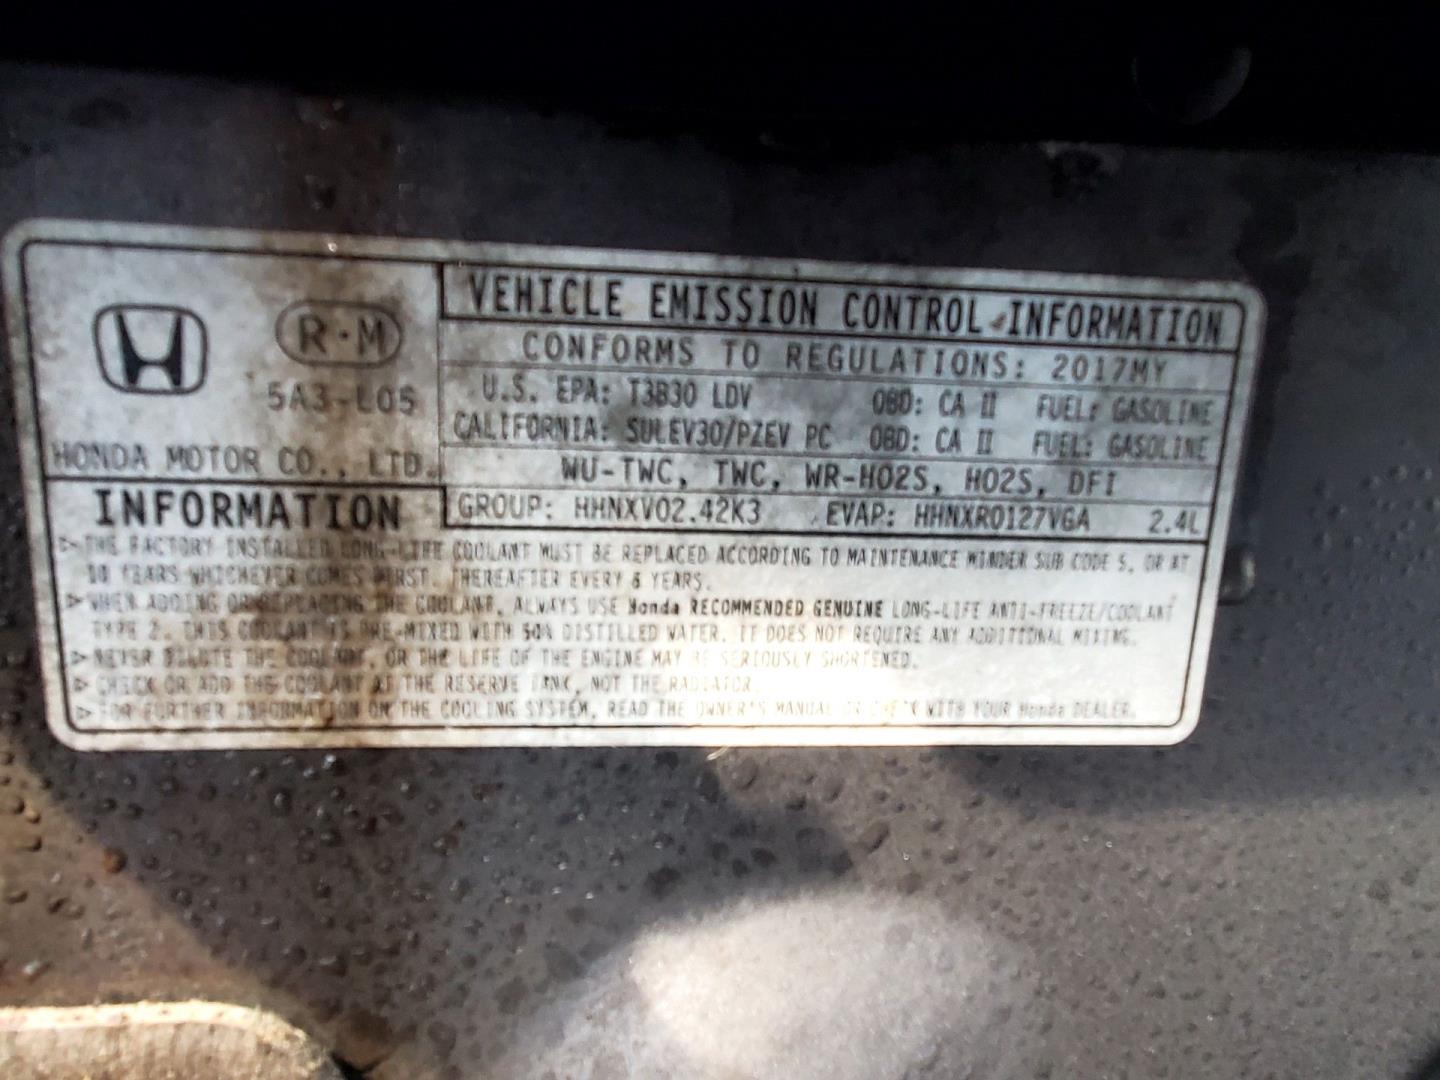 R·M
5A3-L05
HONDA MOTOR CO., LTD.
VEHICLE EMISSION CONTROL INFORMATION
CONFORMS TO REGULATIONS: 2017MY
U.S. EPA: T3B30 LDV OBD: CA II FUEL: GASOLINE
CALIFORNIA: SULEV30/PZEV PC OBD: CA II FUEL: GASOLINE
WU-TWC, TWC, WR-HO2S, HO2S, DFI
GROUP: HHNXV02.42K3 EVAP: HHNXR0127VGA 2.4L
INFORMATION
▷THE FACTORY INSTALLED LONG-LIFE COOLANT MUST BE REPLACED ACCORDING TO MAINTENANCE MINDER SUB CODE 5, OR AT
10 YEARS WHICHEVER COMES FIRST. THEREAFTER EVERY 5 YEARS.
▷WHEN ADDING OR REPLACING THE COOLANT, ALWAYS USE Honda RECOMMENDED GENUINE LONG-LIFE ANTI-FREEZE/COOLANT
TYPE 2. THIS COOLANT IS PRE-MIXED WITH 50% DISTILLED WATER. IT DOES NOT REQUIRE ANY ADDITIONAL MIXING.
▷NEVER DILUTE THE COOLANT, OR THE LIFE OF THE ENGINE MAY BE SERIOUSLY SHORTENED.
▷CHECK OR ADD THE COOLANT AT THE RESERVE TANK, NOT THE RADIATOR.
▷FOR FURTHER INFORMATION ON THE COOLING SYSTEM, READ THE OWNER'S MANUAL OR CHECK WITH YOUR Honda DEALER.